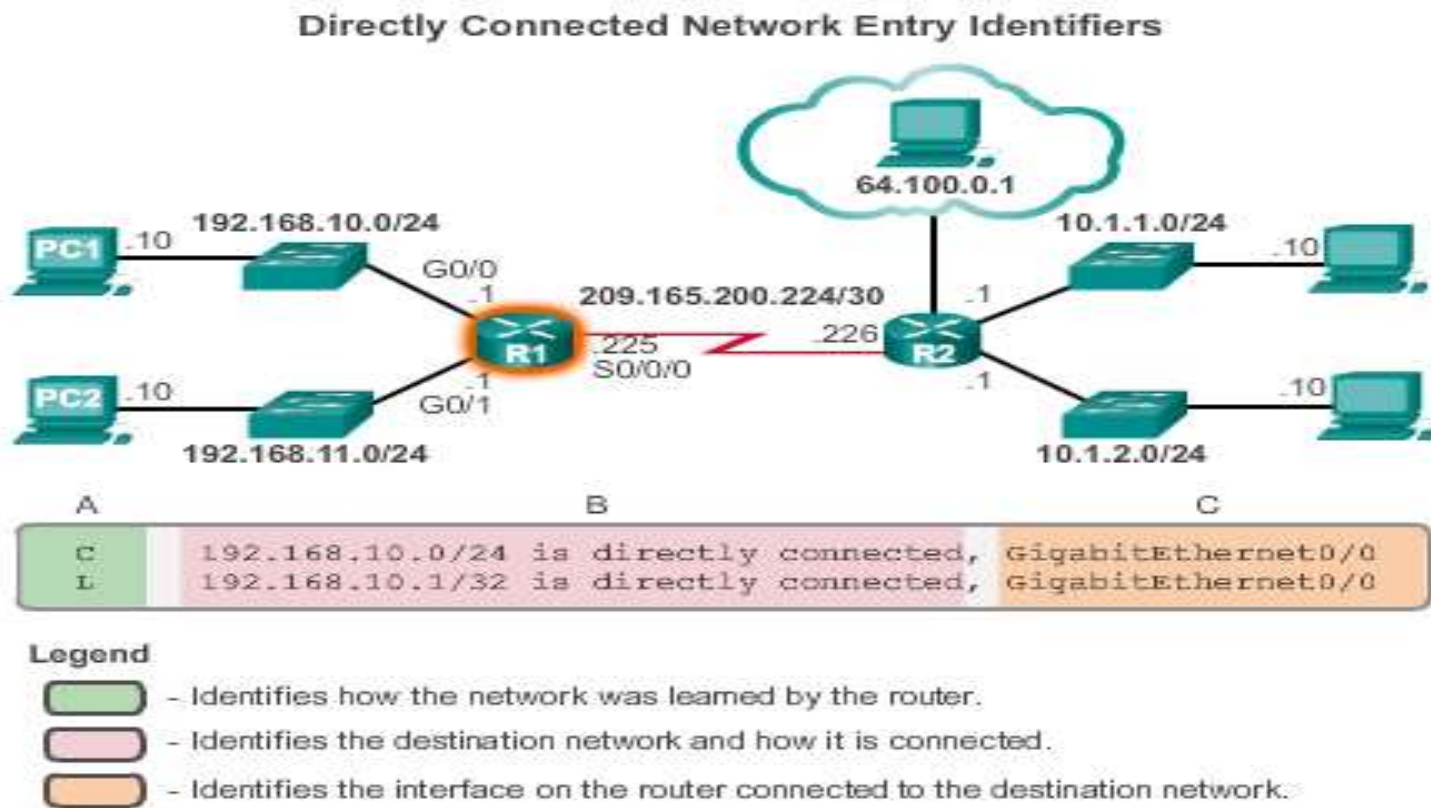 Directly Connected Network Entry Identifiers
64.100.0.1
192.168.10.0/24
10.1.1.0/24
PC1
.10
.10
G0/0
.1
209.165.200.224/30
.1
R1
.225
.226
R2
S0/0/0
PC2
.10
.1
G0/1
.1
.10
192.168.11.0/24
10.1.2.0/24
A B C
C 192.168.10.0/24 is directly connected, GigabitEthernet0/0
L 192.168.10.1/32 is directly connected, GigabitEthernet0/0
Legend
- Identifies how the network was learned by the router.
- Identifies the destination network and how it is connected.
- Identifies the interface on the router connected to the destination network.